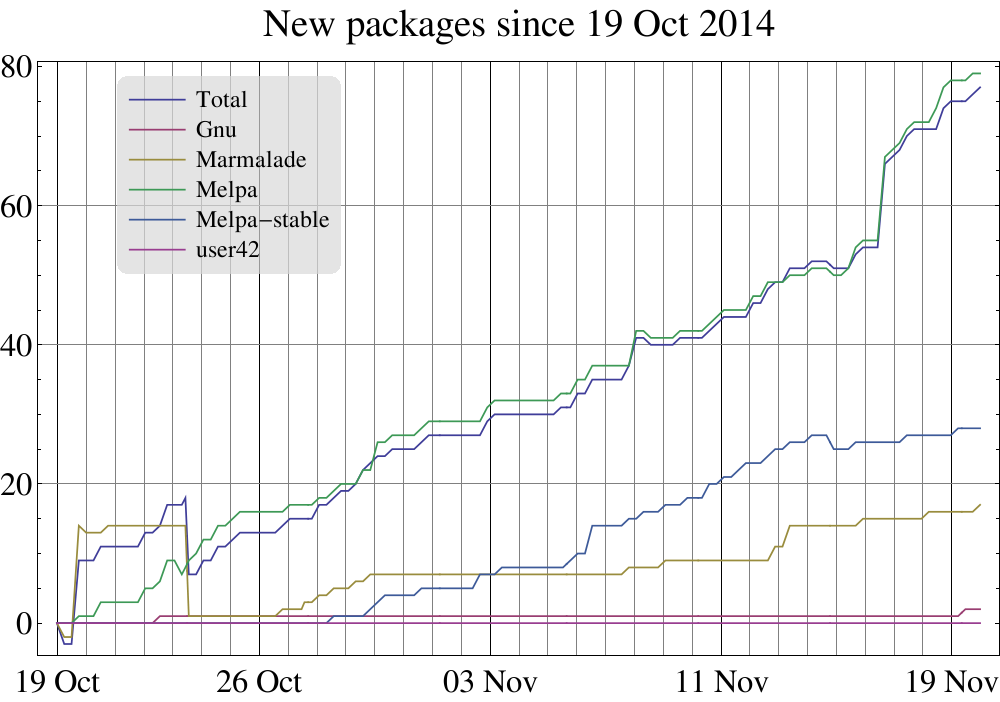 New packages since 19 Oct 2014
80
60
40
20
0
Total
Gnu
Marmalade
Melpa
Melpa−stable
user42
19 Oct 26 Oct 03 Nov 11 Nov 19 Nov